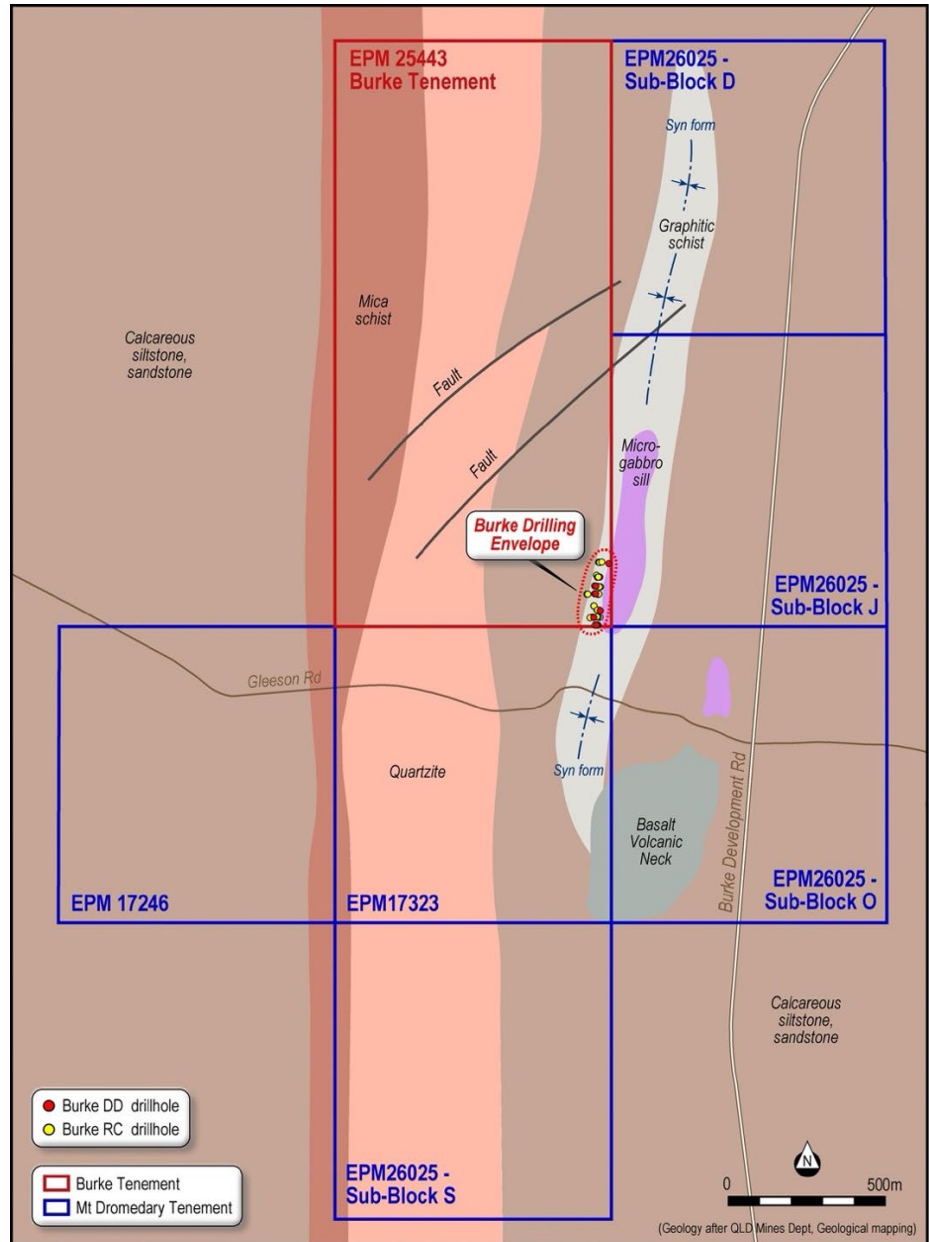 EPM 25443
Burke Tenement
EPM26025 -
Sub-Block D
Syn form
Graphitic
schist
Mica
schist
Calcareous
siltstone,
sandstone
Fault
Fault
Micro-
gabbro
sill
Burke Drilling
Envelope
EPM26025 -
Sub-Block J
Gleeson Rd
Quartzite
Syn form
Basalt
Volcanic
Neck
Burke Development Rd
EPM 17246
EPM17323
EPM26025 -
Sub-Block O
Calcareous
siltstone,
sandstone
Burke DD drillhole
Burke RC drillhole
Burke Tenement
Mt Dromedary Tenement
EPM26025 -
Sub-Block S
N
0 500m
(Geology after QLD Mines Dept, Geological mapping)